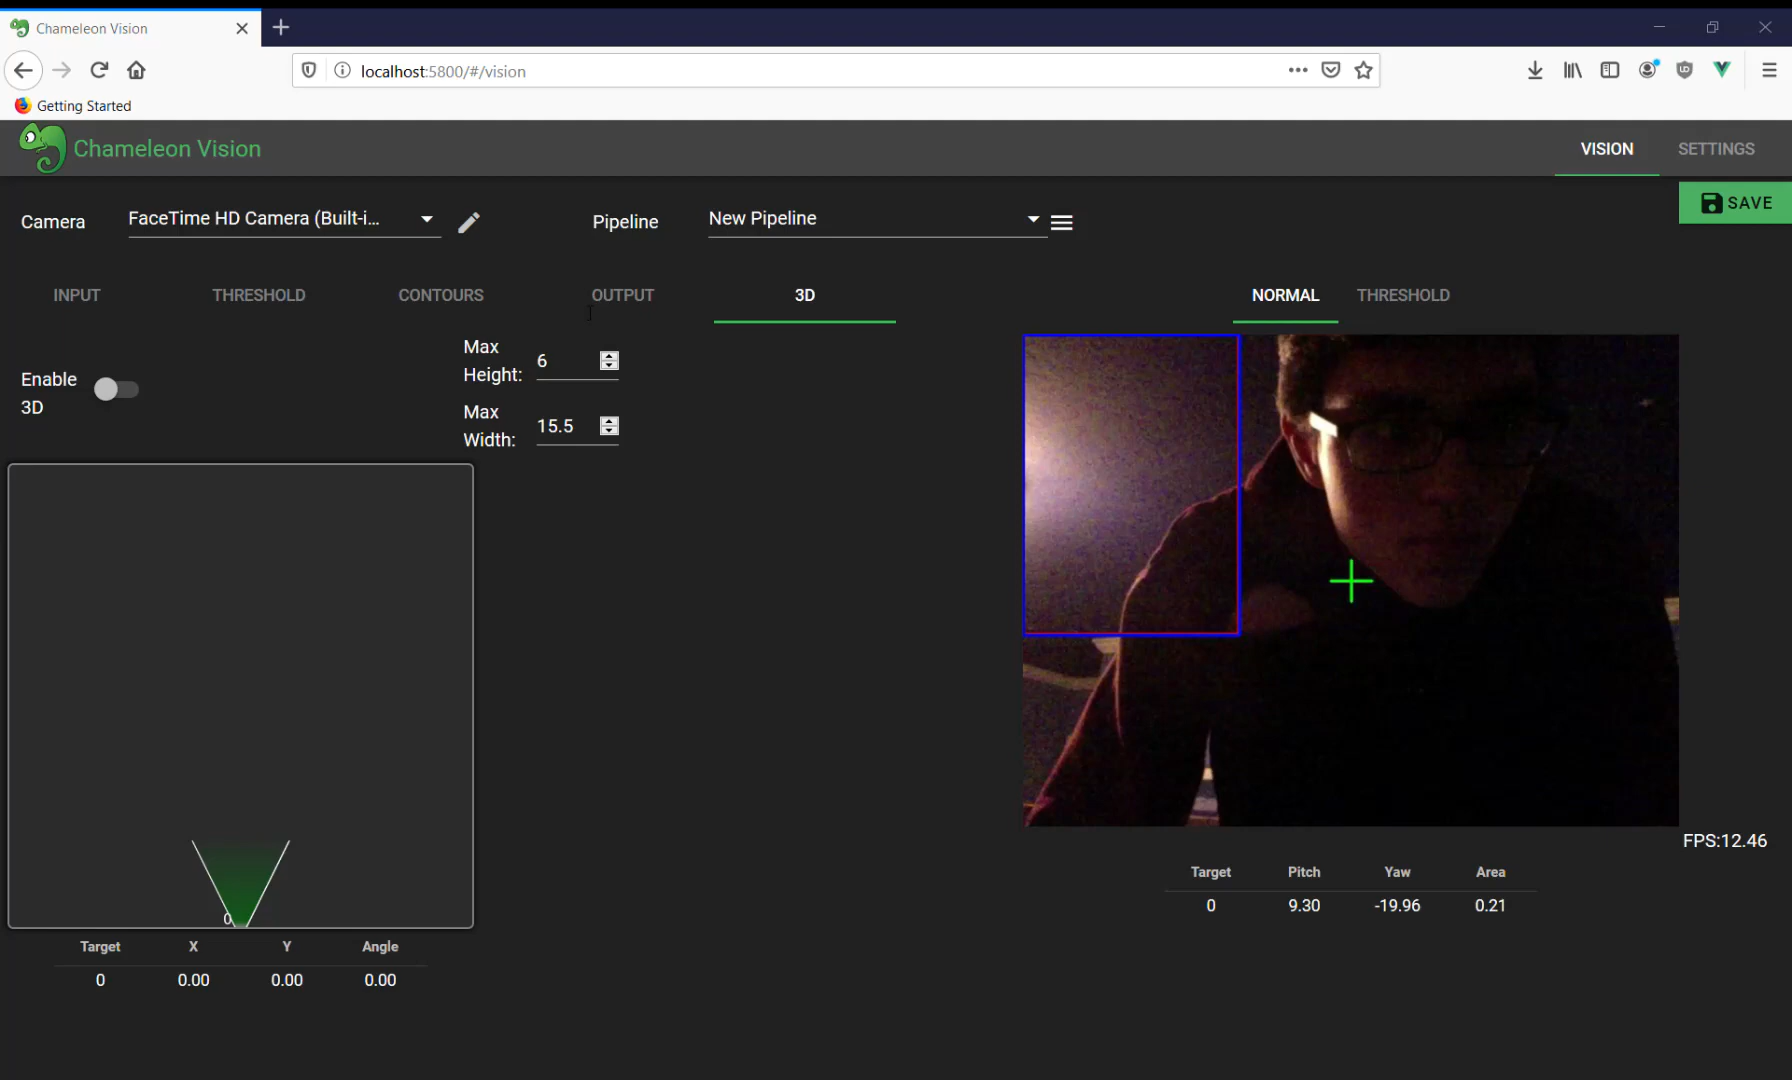 Chameleon Vision
localhost:5800/#/vision
Getting Started
Chameleon Vision
VISION
SETTINGS
SAVE
Camera
FaceTime HD Camera (Built-i...
Pipeline
New Pipeline
INPUT
THRESHOLD
CONTOURS
OUTPUT
3D
NORMAL
THRESHOLD
Enable
3D
Max
Height:
6
Max
Width:
15.5
0
FPS:12.46
Target Pitch Yaw Area
0 9.30 -19.96 0.21
Target X Y Angle
0 0.00 0.00 0.00